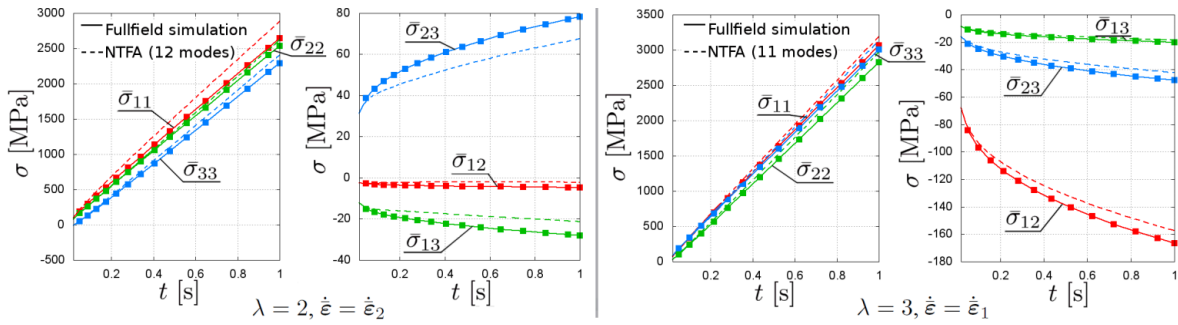 Fullfield simulation
NTFA (12 modes)
σ [MPa]
3000
2500
2000
1500
1000
500
0
0.2 0.4 0.6 0.8 1
t [s]
σ̄₂₂
σ̄₁₁
σ̄₃₃
σ [MPa]
80
60
40
20
0
-20
-40
0.2 0.4 0.6 0.8 1
t [s]
σ̄₂₃
σ̄₁₂
σ̄₁₃
λ = 2, ε̄̇ = ε̄̇₂
Fullfield simulation
NTFA (11 modes)
σ [MPa]
3500
3000
2500
2000
1500
1000
500
0
0.2 0.4 0.6 0.8 1
t [s]
σ̄₃₃
σ̄₁₁
σ̄₂₂
σ [MPa]
0
-20
-40
-60
-80
-100
-120
-140
-160
-180
0.2 0.4 0.6 0.8 1
t [s]
σ̄₁₃
σ̄₂₃
σ̄₁₂
λ = 3, ε̄̇ = ε̄̇₁